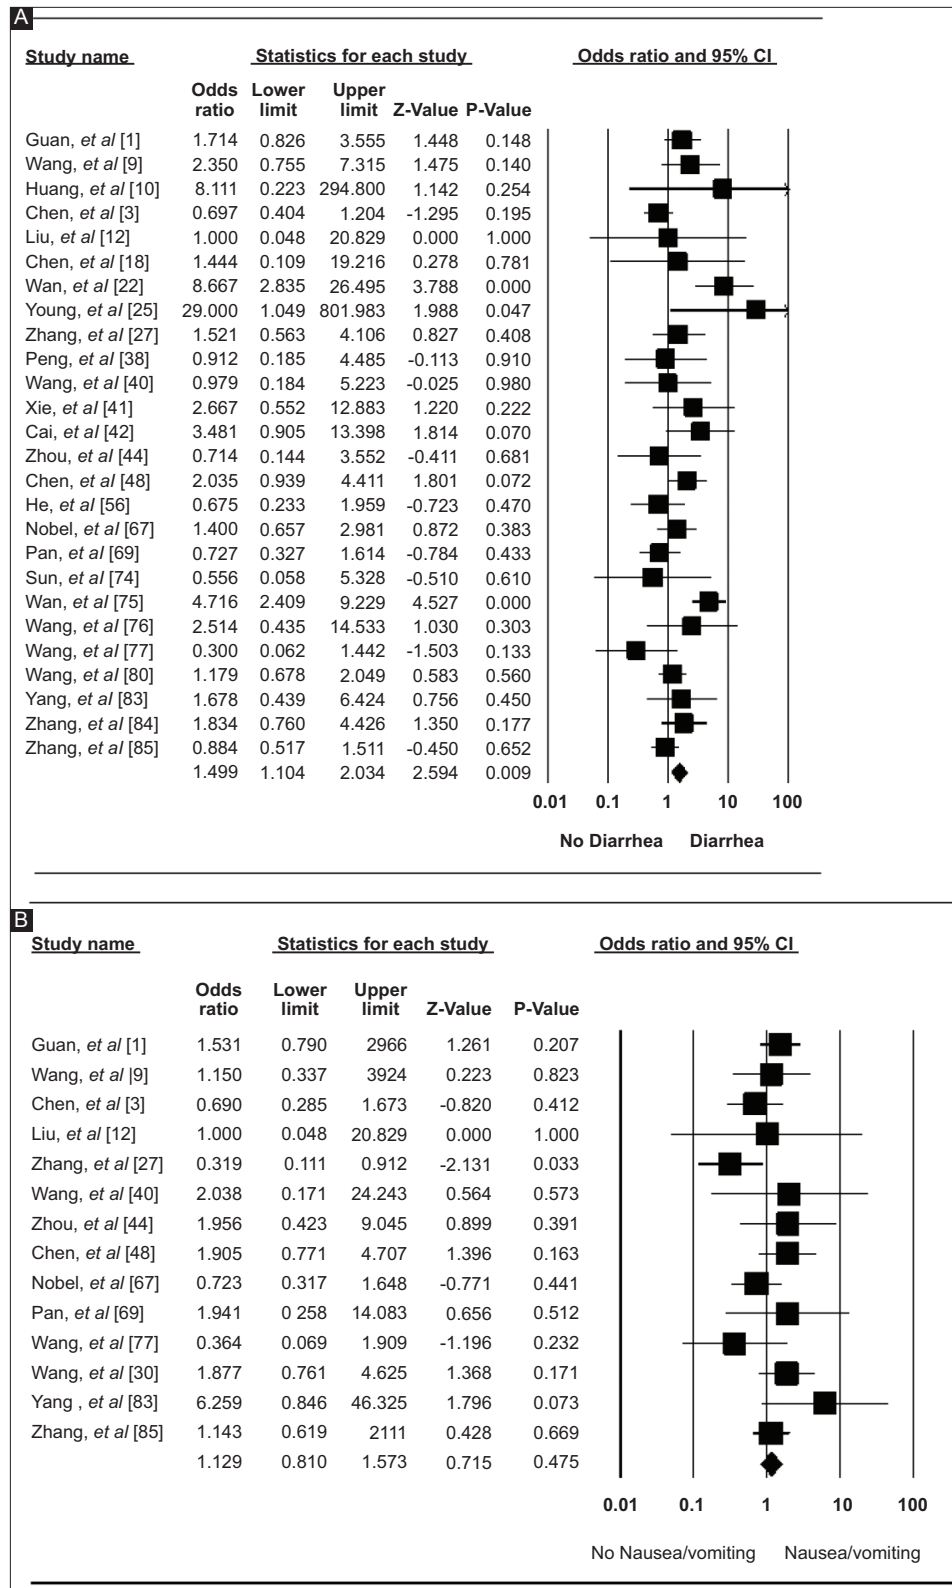 A
Study name Statistics for each study Odds ratio and 95% CI
Odds Lower Upper
ratio limit limit Z-Value P-Value
Guan, et al [1] 1.714 0.826 3.555 1.448 0.148
Wang, et al [9] 2.350 0.755 7.315 1.475 0.140
Huang, et al [10] 8.111 0.223 294.800 1.142 0.254
Chen, et al [3] 0.697 0.404 1.204 -1.295 0.195
Liu, et al [12] 1.000 0.048 20.829 0.000 1.000
Chen, et al [18] 1.444 0.109 19.216 0.278 0.781
Wan, et al [22] 8.667 2.835 26.495 3.788 0.000
Young, et al [25] 29.000 1.049 801.983 1.988 0.047
Zhang, et al [27] 1.521 0.563 4.106 0.827 0.408
Peng, et al [38] 0.912 0.185 4.485 -0.113 0.910
Wang, et al [40] 0.979 0.184 5.223 -0.025 0.980
Xie, et al [41] 2.667 0.552 12.883 1.220 0.222
Cai, et al [42] 3.481 0.905 13.398 1.814 0.070
Zhou, et al [44] 0.714 0.144 3.552 -0.411 0.681
Chen, et al [48] 2.035 0.939 4.411 1.801 0.072
He, et al [56] 0.675 0.233 1.959 -0.723 0.470
Nobel, et al [67] 1.400 0.657 2.981 0.872 0.383
Pan, et al [69] 0.727 0.327 1.614 -0.784 0.433
Sun, et al [74] 0.556 0.058 5.328 -0.510 0.610
Wan, et al [75] 4.716 2.409 9.229 4.527 0.000
Wang, et al [76] 2.514 0.435 14.533 1.030 0.303
Wang, et al [77] 0.300 0.062 1.442 -1.503 0.133
Wang, et al [80] 1.179 0.678 2.049 0.583 0.560
Yang, et al [83] 1.678 0.439 6.424 0.756 0.450
Zhang, et al [84] 1.834 0.760 4.426 1.350 0.177
Zhang, et al [85] 0.884 0.517 1.511 -0.450 0.652
1.499 1.104 2.034 2.594 0.009
0.01 0.1 1 10 100
No Diarrhea Diarrhea
B
Study name Statistics for each study Odds ratio and 95% CI
Odds Lower Upper
ratio limit limit Z-Value P-Value
Guan, et al [1] 1.531 0.790 2966 1.261 0.207
Wang, et al |9] 1.150 0.337 3924 0.223 0.823
Chen, et al [3] 0.690 0.285 1.673 -0.820 0.412
Liu, et al [12] 1.000 0.048 20.829 0.000 1.000
Zhang, et al [27] 0.319 0.111 0.912 -2.131 0.033
Wang, et al [40] 2.038 0.171 24.243 0.564 0.573
Zhou, et al [44] 1.956 0.423 9.045 0.899 0.391
Chen, et al [48] 1.905 0.771 4.707 1.396 0.163
Nobel, et al [67] 0.723 0.317 1.648 -0.771 0.441
Pan, et al [69] 1.941 0 258 14.083 0.656 0.512
Wang, et al [77] 0.364 0.069 1.909 -1.196 0.232
Wang, et al [30] 1.877 0.761 4.625 1.368 0.171
Yang , et al [83] 6.259 0.846 46.325 1.796 0.073
Zhang, et al [85] 1.143 0.619 2111 0.428 0.669
1.129 0.810 1.573 0.715 0.475
0.01 0.1 1 10 100
No Nausea/vomiting Nausea/vomiting